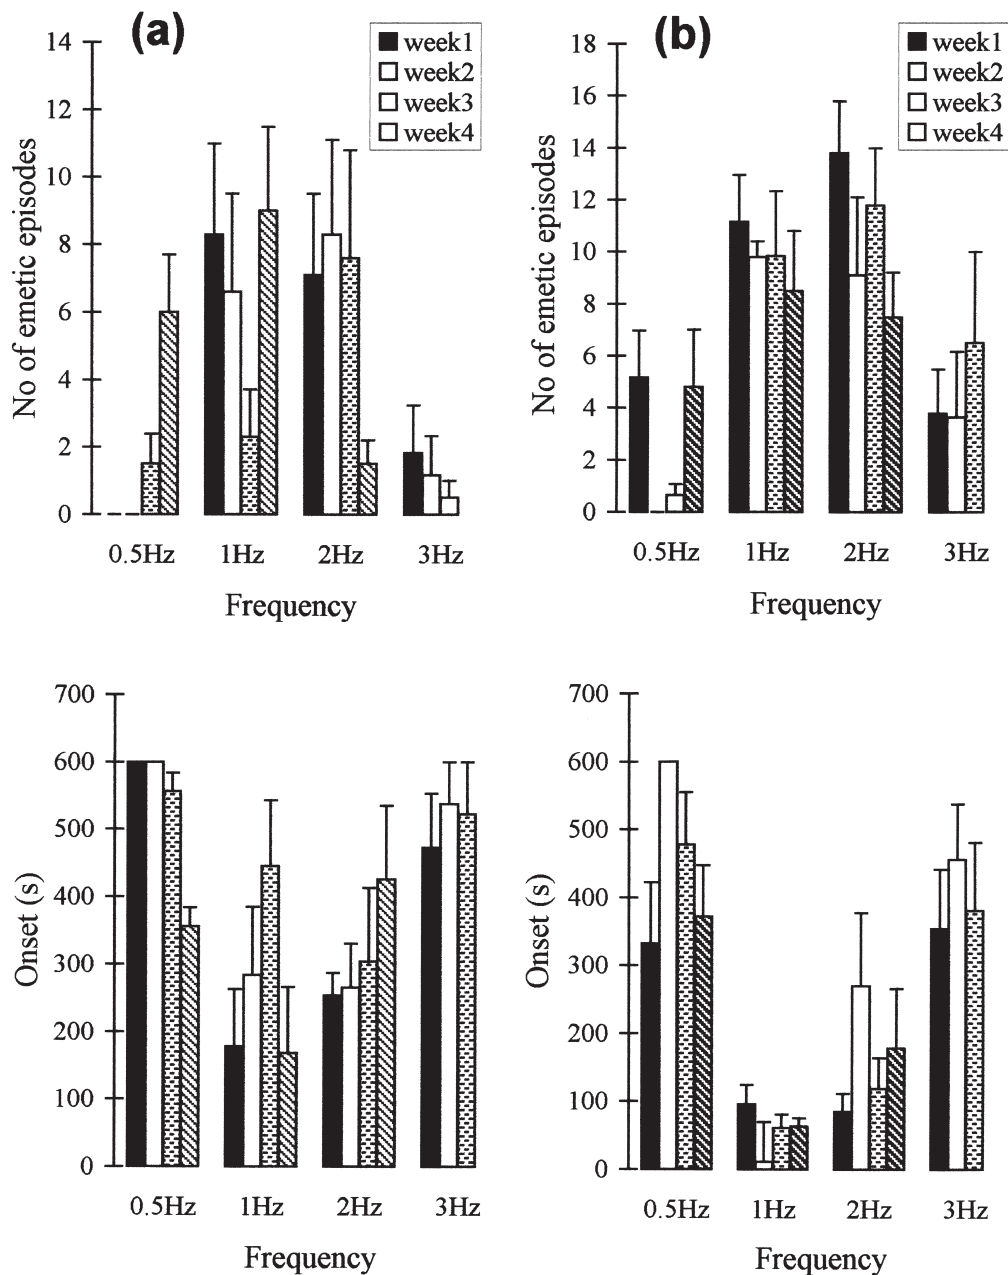 (a)
week1
week2
week3
week4
14
12
10
8
6
4
2
0
No of emetic episodes
0.5Hz 1Hz 2Hz 3Hz
Frequency
(b)
week1
week2
week3
week4
18
16
14
12
10
8
6
4
2
0
No of emetic episodes
0.5Hz 1Hz 2Hz 3Hz
Frequency
700
600
500
400
300
200
100
0
Onset (s)
0.5Hz 1Hz 2Hz 3Hz
Frequency
700
600
500
400
300
200
100
0
Onset (s)
0.5Hz 1Hz 2Hz 3Hz
Frequency